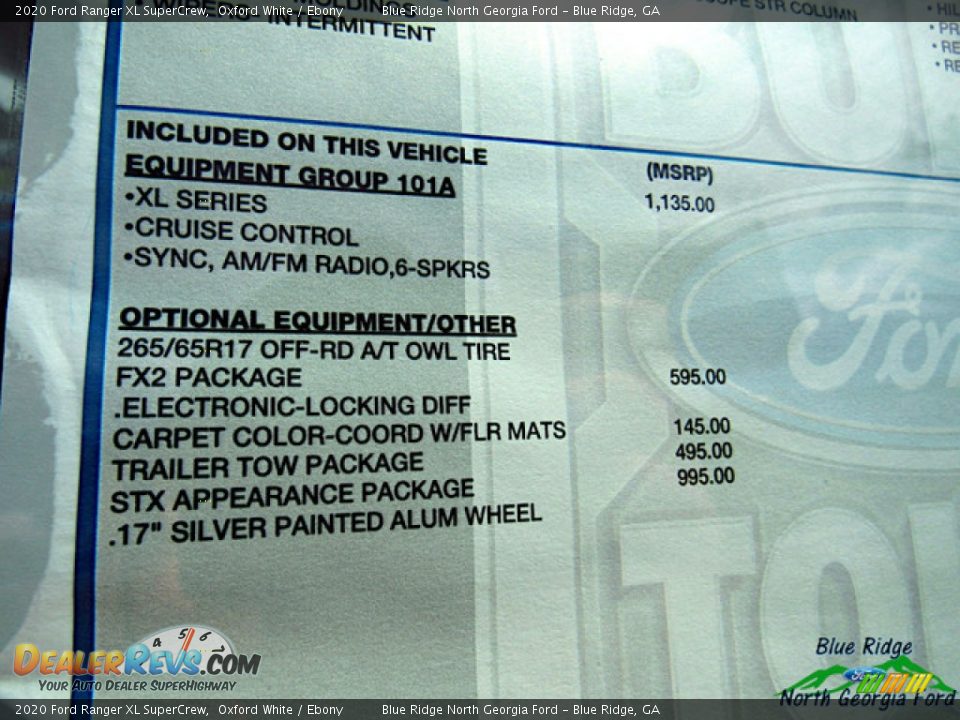 2020 Ford Ranger XL SuperCrew, Oxford White / Ebony Blue Ridge North Georgia Ford - Blue Ridge, GA
INTERMITTENT
STR COLUMN
INCLUDED ON THIS VEHICLE
(MSRP)
EQUIPMENT GROUP 101A
1,135.00
•XL SERIES
•CRUISE CONTROL
•SYNC, AM/FM RADIO,6-SPKRS
OPTIONAL EQUIPMENT/OTHER
265/65R17 OFF-RD A/T OWL TIRE
FX2 PACKAGE
595.00
.ELECTRONIC-LOCKING DIFF
CARPET COLOR-COORD W/FLR MATS
145.00
TRAILER TOW PACKAGE
495.00
STX APPEARANCE PACKAGE
995.00
.17" SILVER PAINTED ALUM WHEEL
DEALERREVS.COM
YOUR AUTO DEALER SUPERHIGHWAY
Blue Ridge
North Georgia Ford
2020 Ford Ranger XL SuperCrew, Oxford White / Ebony Blue Ridge North Georgia Ford - Blue Ridge, GA